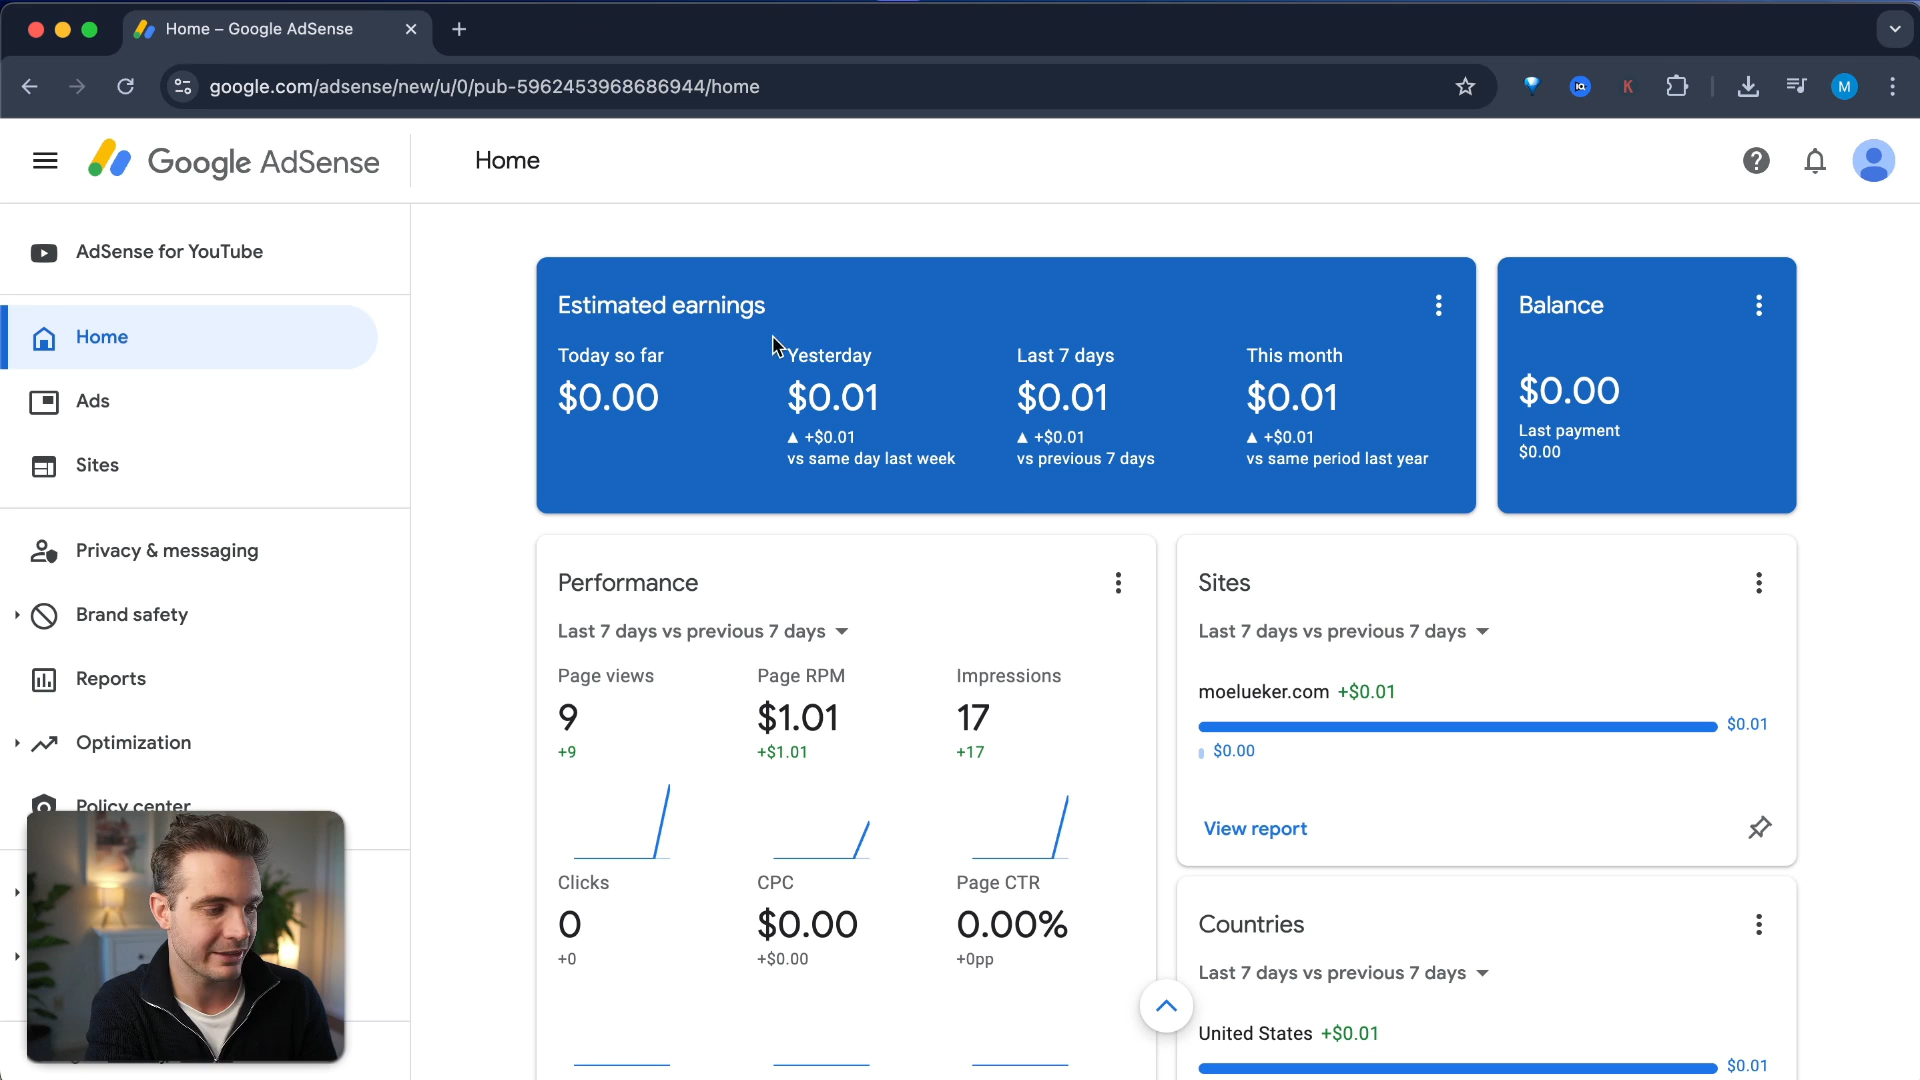 Home – Google AdSense
google.com/adsense/new/u/0/pub-5962453968686944/home
IQ
K
M
Google AdSense
Home
AdSense for YouTube
Home
Ads
Sites
Privacy & messaging
Brand safety
Reports
Optimization
Policy center
Estimated earnings
Today so far
$0.00
Yesterday
$0.01
+$0.01
vs same day last week
Last 7 days
$0.01
+$0.01
vs previous 7 days
This month
$0.01
+$0.01
vs same period last year
Balance
$0.00
Last payment
$0.00
Performance
Last 7 days vs previous 7 days
Page views
9
+9
Page RPM
$1.01
+$1.01
Impressions
17
+17
Clicks
0
+0
CPC
$0.00
+$0.00
Page CTR
0.00%
+0pp
Sites
Last 7 days vs previous 7 days
moelueker.com +$0.01
$0.01
$0.00
View report
Countries
Last 7 days vs previous 7 days
United States +$0.01
$0.01